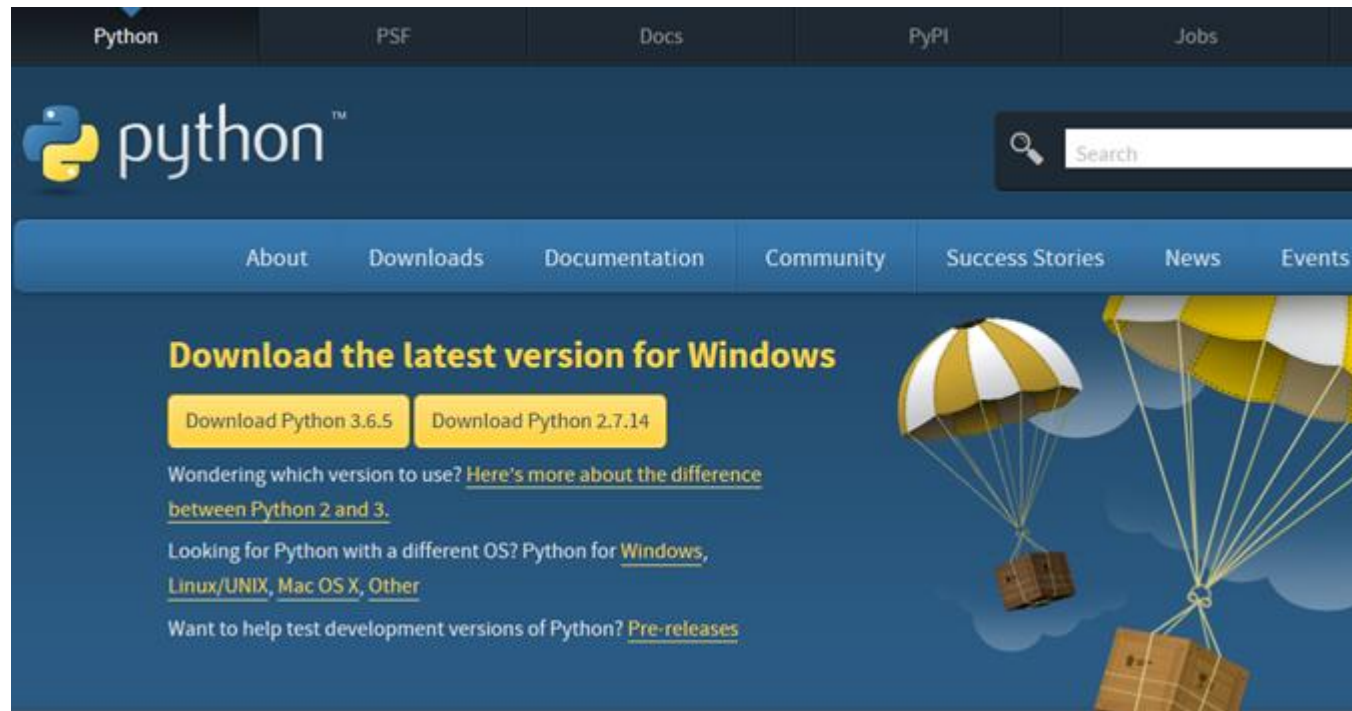 Python PSF Docs PyPI Jobs
python™
Search
About Downloads Documentation Community Success Stories News Events
Download the latest version for Windows
Download Python 3.6.5 Download Python 2.7.14
Wondering which version to use? Here's more about the difference
between Python 2 and 3.
Looking for Python with a different OS? Python for Windows,
Linux/UNIX, Mac OS X, Other
Want to help test development versions of Python? Pre-releases